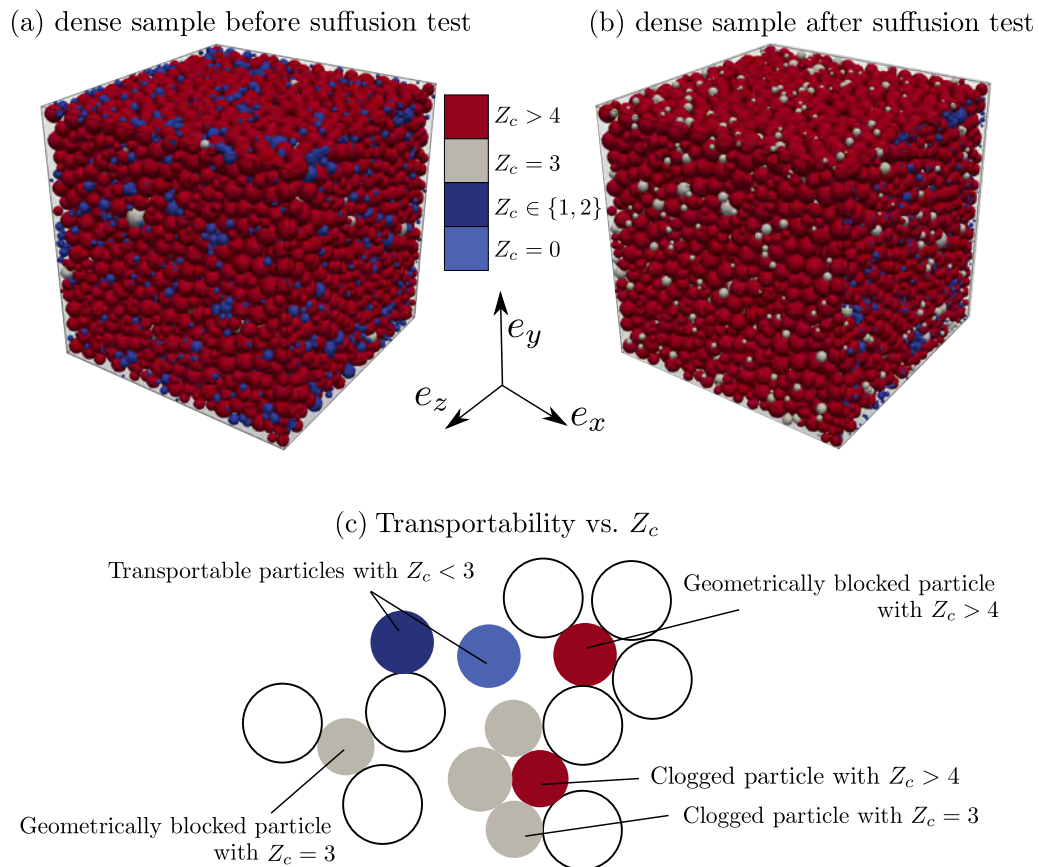 (a) dense sample before suffusion test
(b) dense sample after suffusion test
Z_c > 4
Z_c = 3
Z_c ∈ {1, 2}
Z_c = 0
e_y
e_z
e_x
(c) Transportability vs. Z_c
Transportable particles with Z_c < 3
Geometrically blocked particle
with Z_c > 4
Clogged particle with Z_c > 4
Clogged particle with Z_c = 3
Geometrically blocked particle
with Z_c = 3